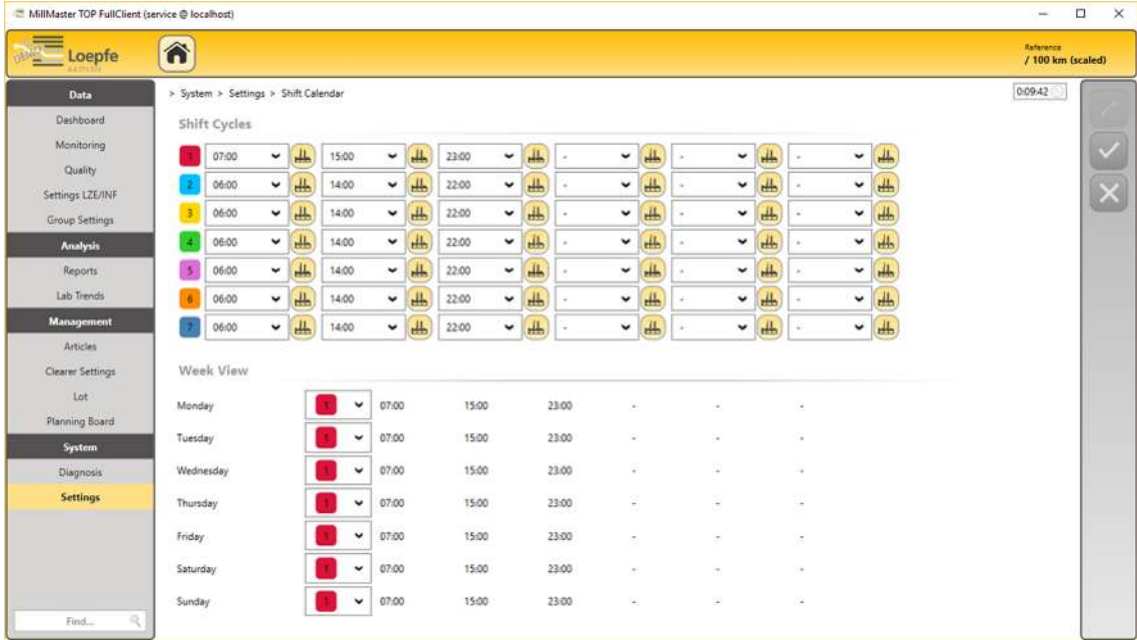 MillMaster TOP FullClient (service @ localhost)
Loepfe
Reference
/ 100 km (scaled)
Data
Dashboard
Monitoring
Quality
Settings LZE/INF
Group Settings
Analysis
Reports
Lab Trends
Management
Articles
Clearer Settings
Lot
Planning Board
System
Diagnosis
Settings
Find...
> System > Settings > Shift Calendar
0:09:42
Shift Cycles
1 07:00 15:00 23:00 - - -
2 06:00 14:00 22:00 - - -
3 06:00 14:00 22:00 - - -
4 06:00 14:00 22:00 - - -
5 06:00 14:00 22:00 - - -
6 06:00 14:00 22:00 - - -
7 06:00 14:00 22:00 - - -
Week View
Monday 1 07:00 15:00 23:00 - - -
Tuesday 1 07:00 15:00 23:00 - - -
Wednesday 1 07:00 15:00 23:00 - - -
Thursday 1 07:00 15:00 23:00 - - -
Friday 1 07:00 15:00 23:00 - - -
Saturday 1 07:00 15:00 23:00 - - -
Sunday 1 07:00 15:00 23:00 - - -